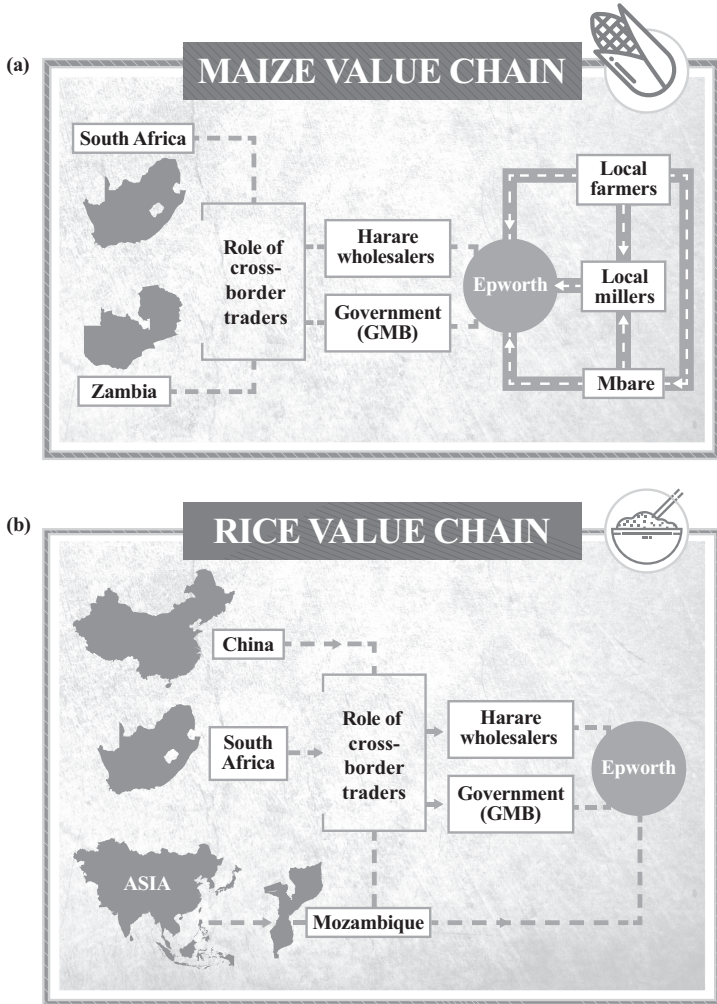 (a)
MAIZE VALUE CHAIN
South Africa
Role of
cross-
border
traders
Zambia
Harare
wholesalers
Government
(GMB)
Epworth
Local
farmers
Local
millers
Mbare
(b)
RICE VALUE CHAIN
China
South
Africa
ASIA
Mozambique
Role of
cross-
border
traders
Harare
wholesalers
Government
(GMB)
Epworth